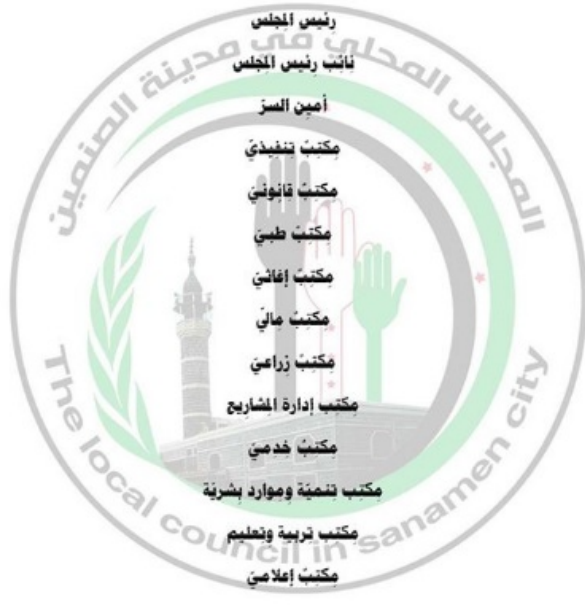 المجلس المحلي في مدينة الصنمين
رئيس المجلس
نائب رئيس المجلس
أمين السرّ
مكتبٌ تنفيذيّ
مكتبٌ قانونيّ
مكتبٌ طبيّ
مكتبٌ إغاثيّ
مكتبٌ ماليّ
مكتبٌ زراعيّ
مكتب إدارة المشاريع
مكتبٌ خدميّ
مكتب تنميّة وموارد بشريّة
مكتب تربية وتعليم
مكتبٌ إعلاميّ
The local council in sanamen city